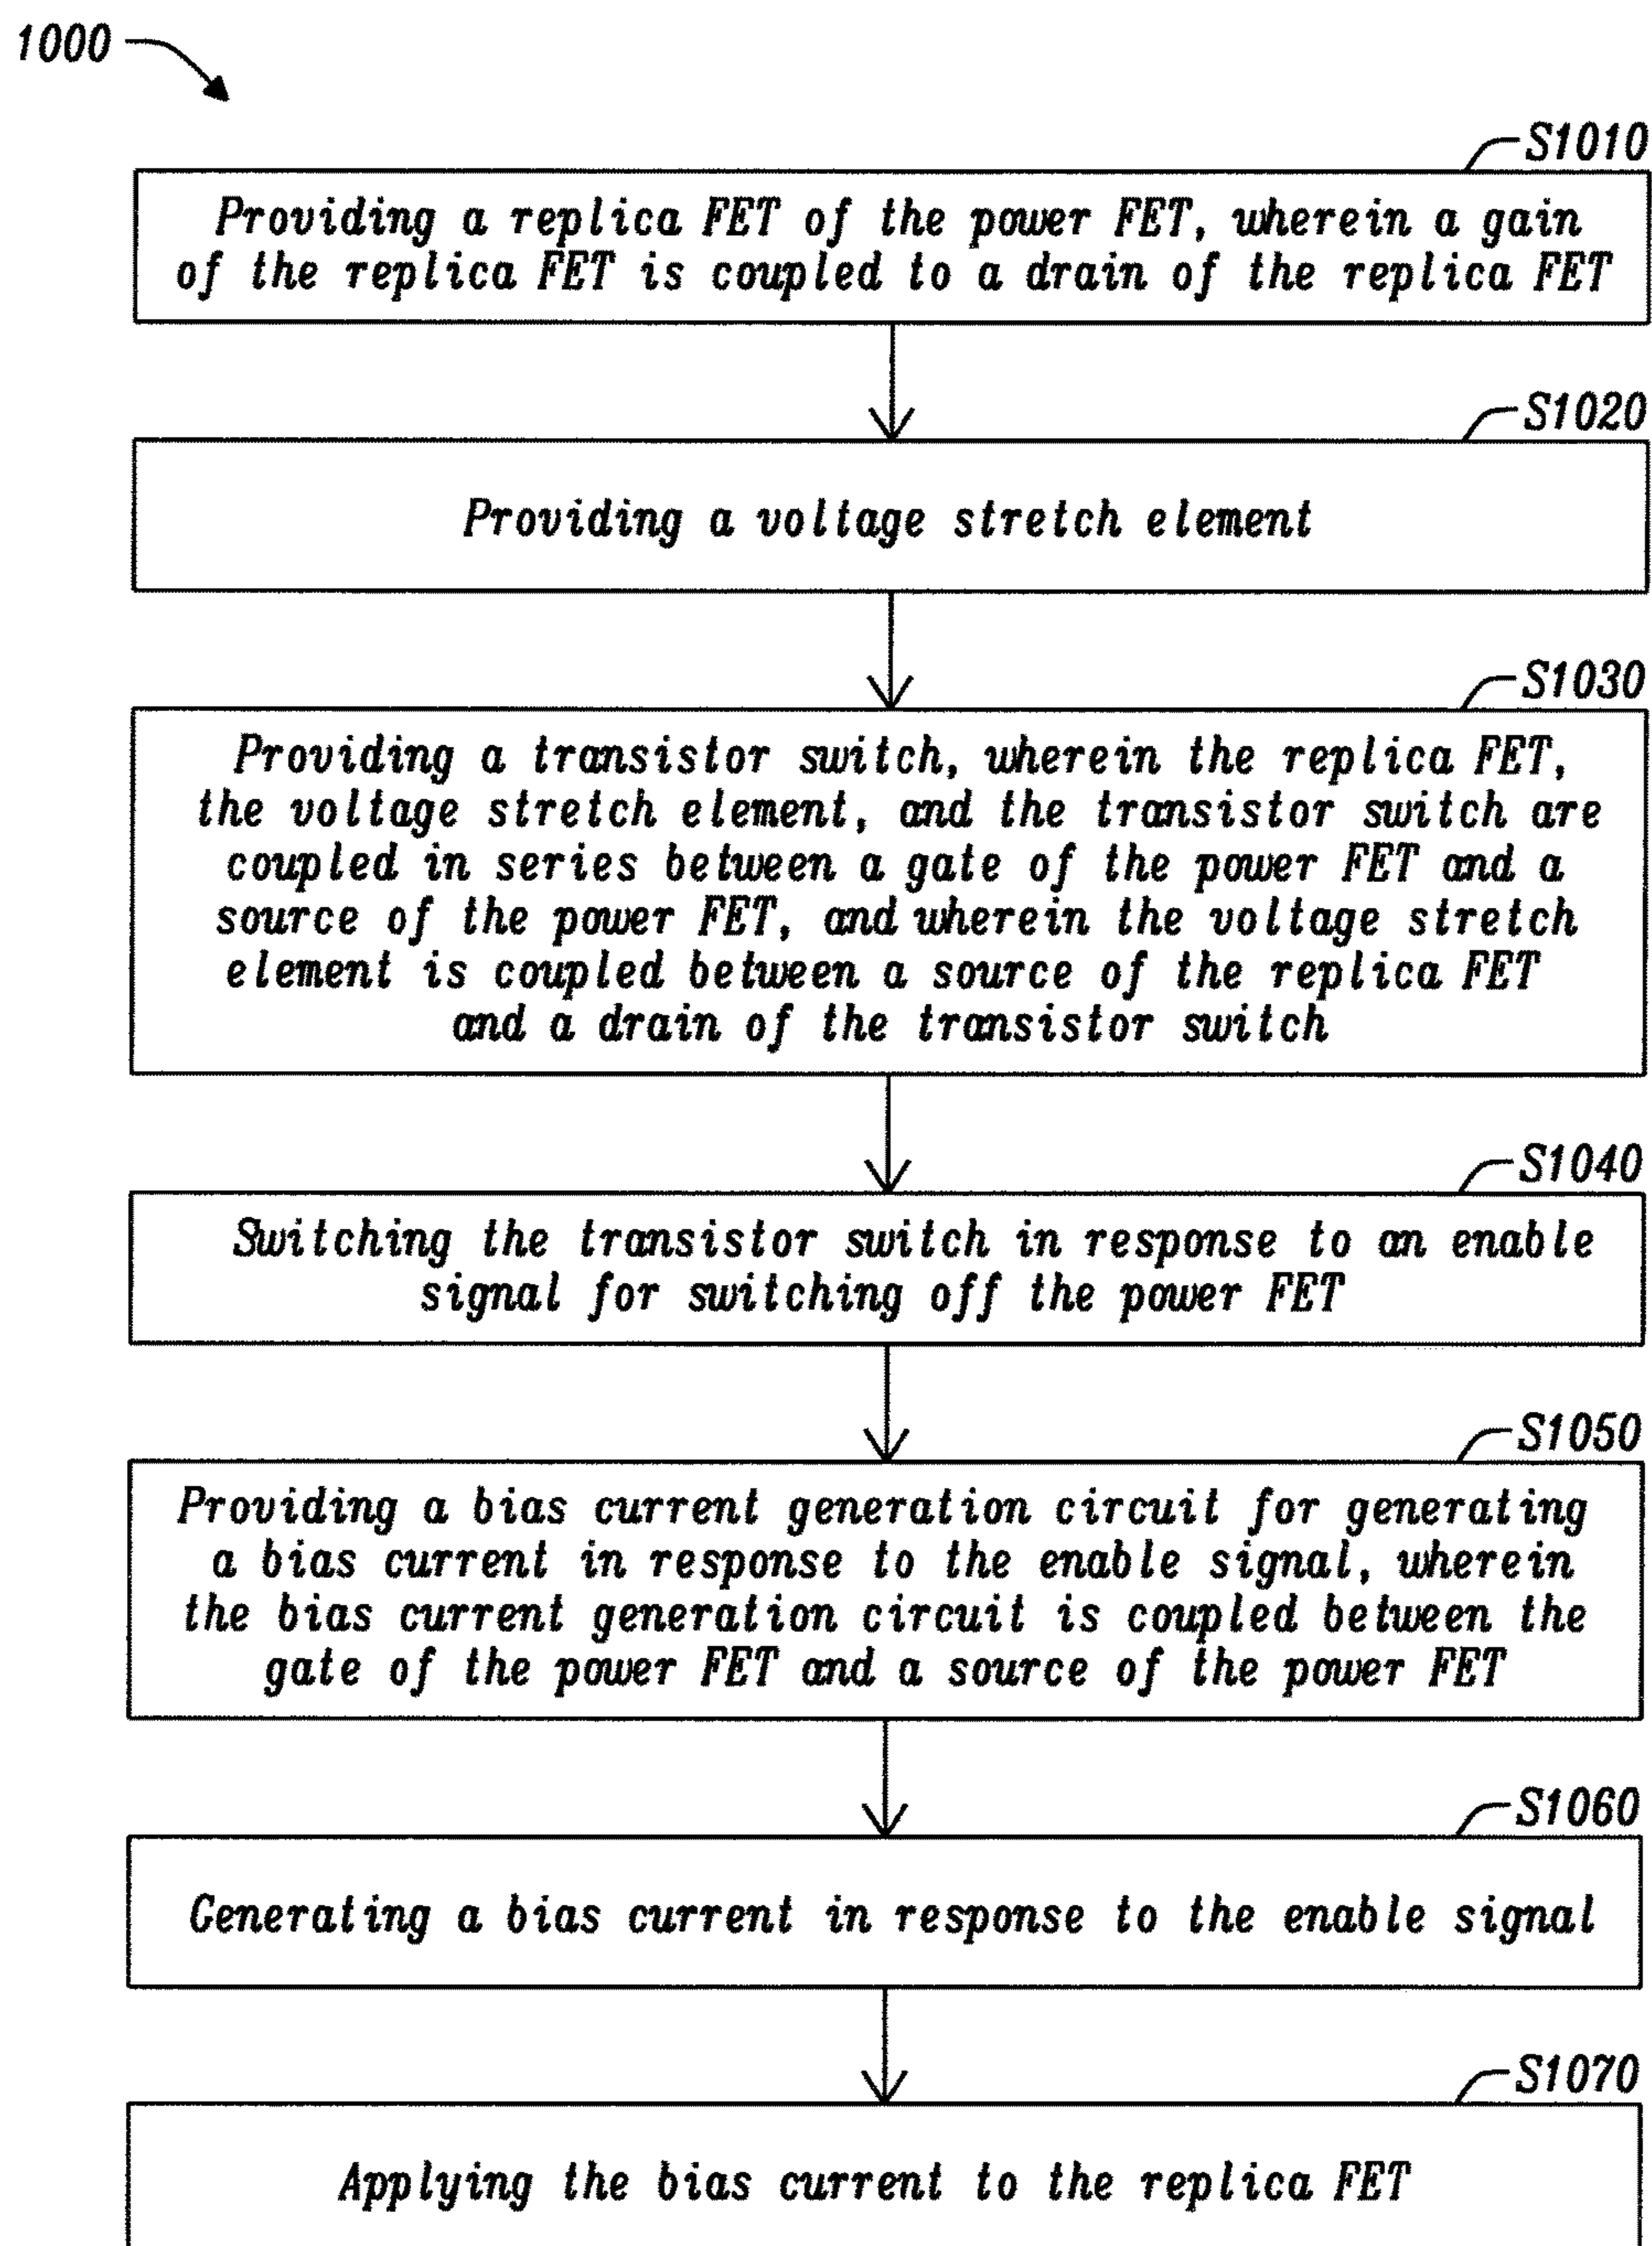 1000
S1010
Providing a replica FET of the power FET, wherein a gain
of the replica FET is coupled to a drain of the replica FET
S1020
Providing a voltage stretch element
S1030
Providing a transistor switch, wherein the replica FET,
the voltage stretch element, and the transistor switch are
coupled in series between a gate of the power FET and a
source of the power FET, and wherein the voltage stretch
element is coupled between a source of the replica FET
and a drain of the transistor switch
S1040
Switching the transistor switch in response to an enable
signal for switching off the power FET
S1050
Providing a bias current generation circuit for generating
a bias current in response to the enable signal, wherein
the bias current generation circuit is coupled between the
gate of the power FET and a source of the power FET
S1060
Generating a bias current in response to the enable signal
S1070
Applying the bias current to the replica FET